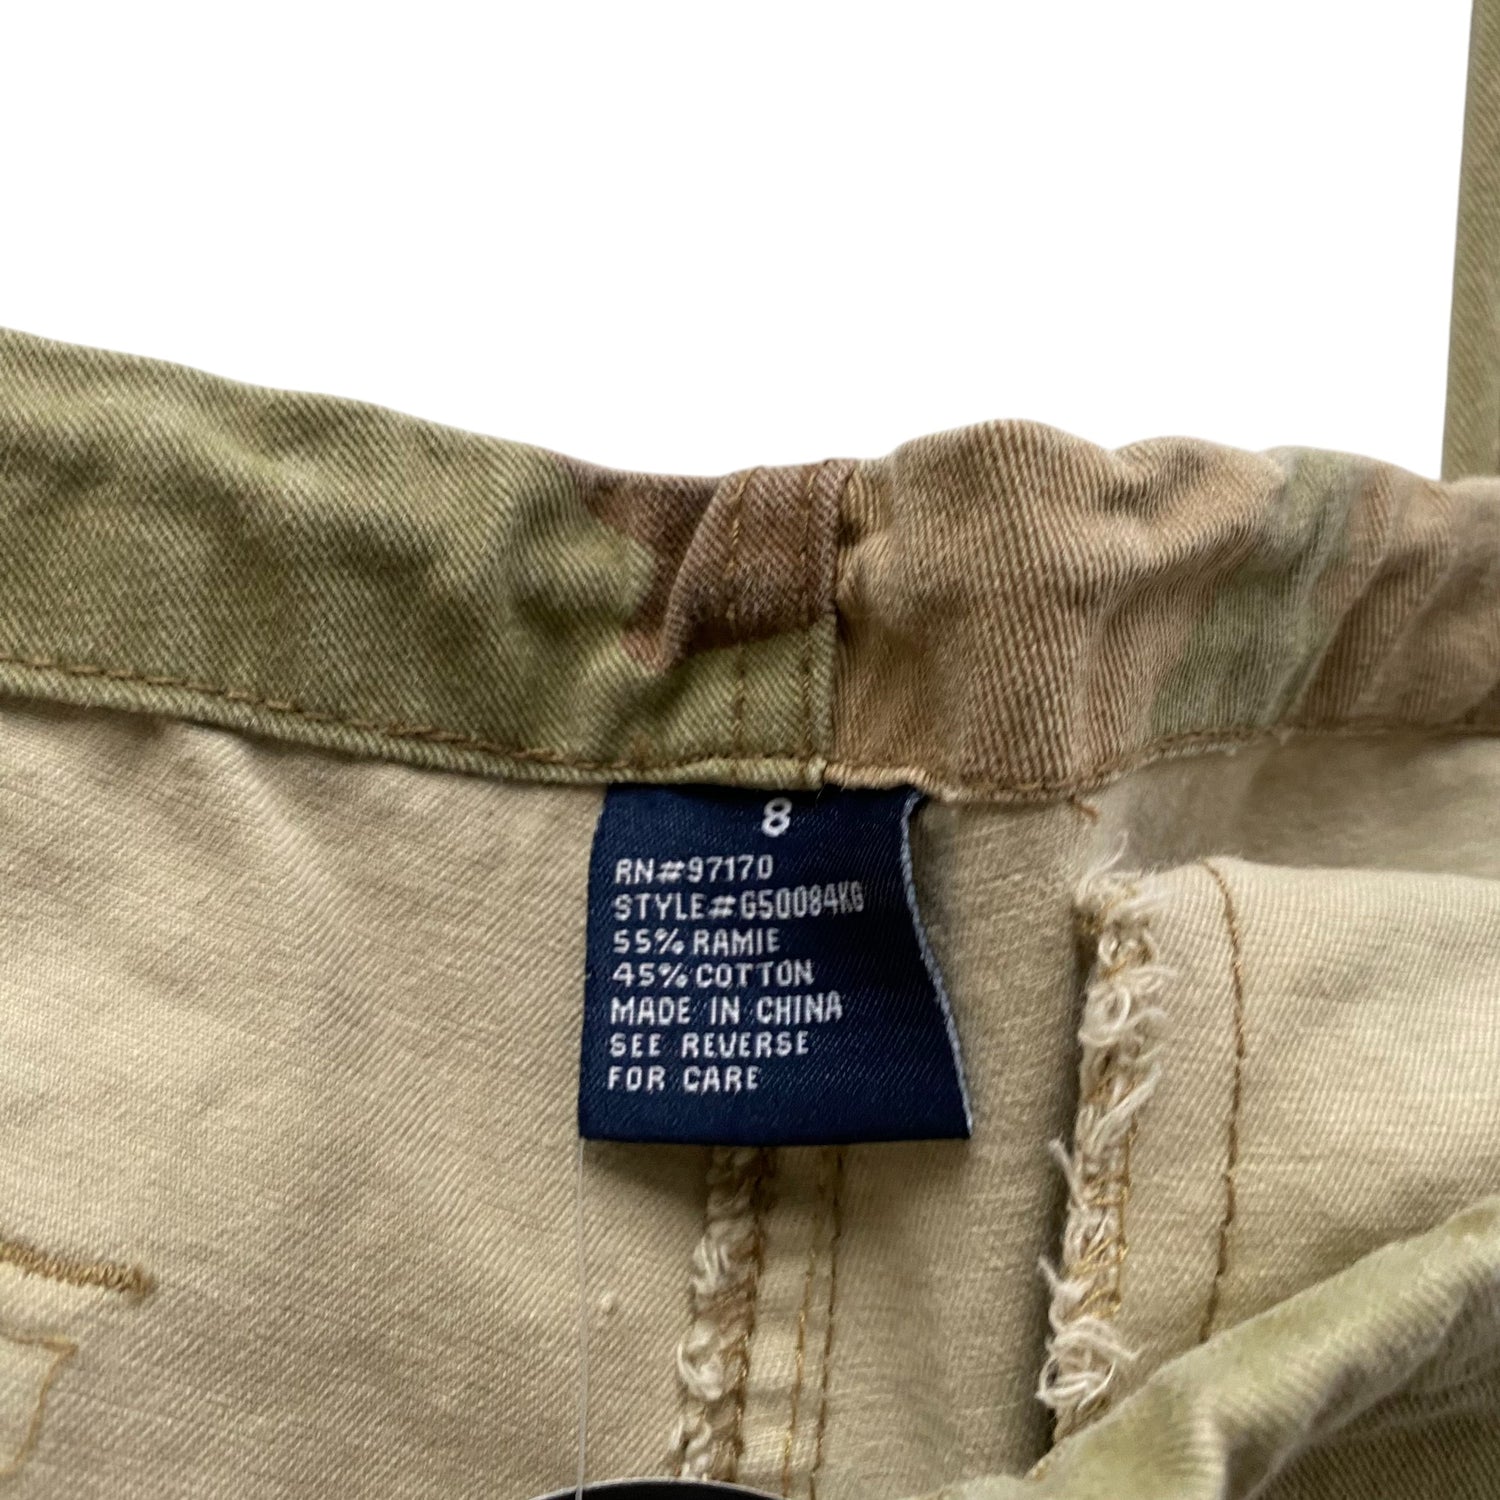 8
RN#97170
STYLE#G50084KG
55% RAMIE
45% COTTON
MADE IN CHINA
SEE REVERSE
FOR CARE